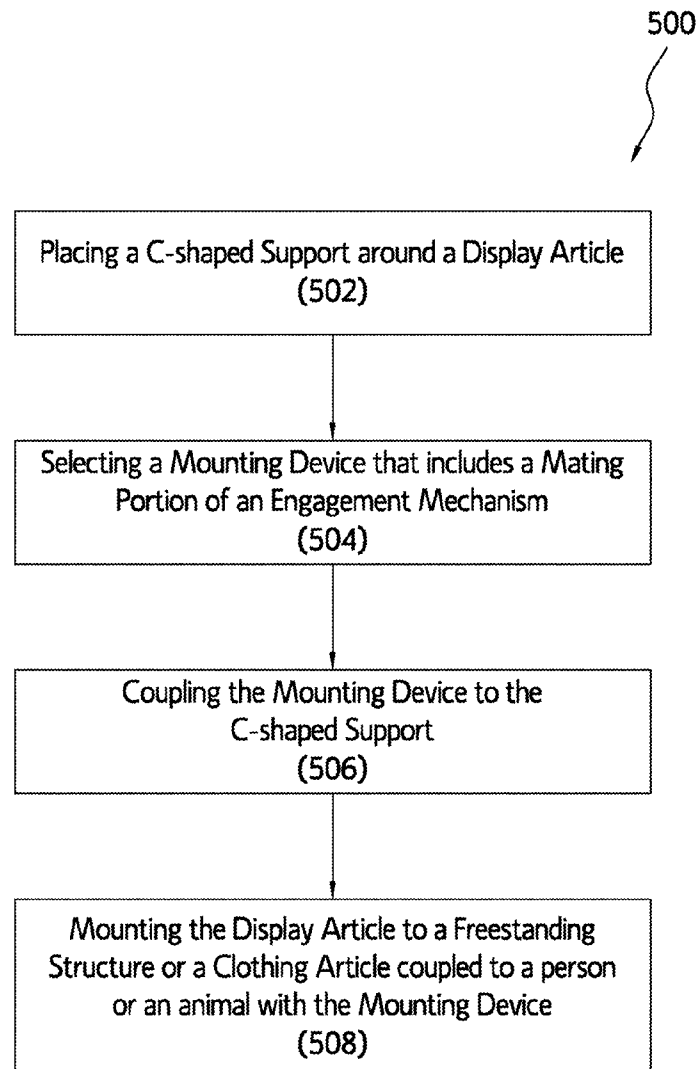 500
Placing a C-shaped Support around a Display Article
(502)
Selecting a Mounting Device that includes a Mating
Portion of an Engagement Mechanism
(504)
Coupling the Mounting Device to the
C-shaped Support
(506)
Mounting the Display Article to a Freestanding
Structure or a Clothing Article coupled to a person
or an animal with the Mounting Device
(508)